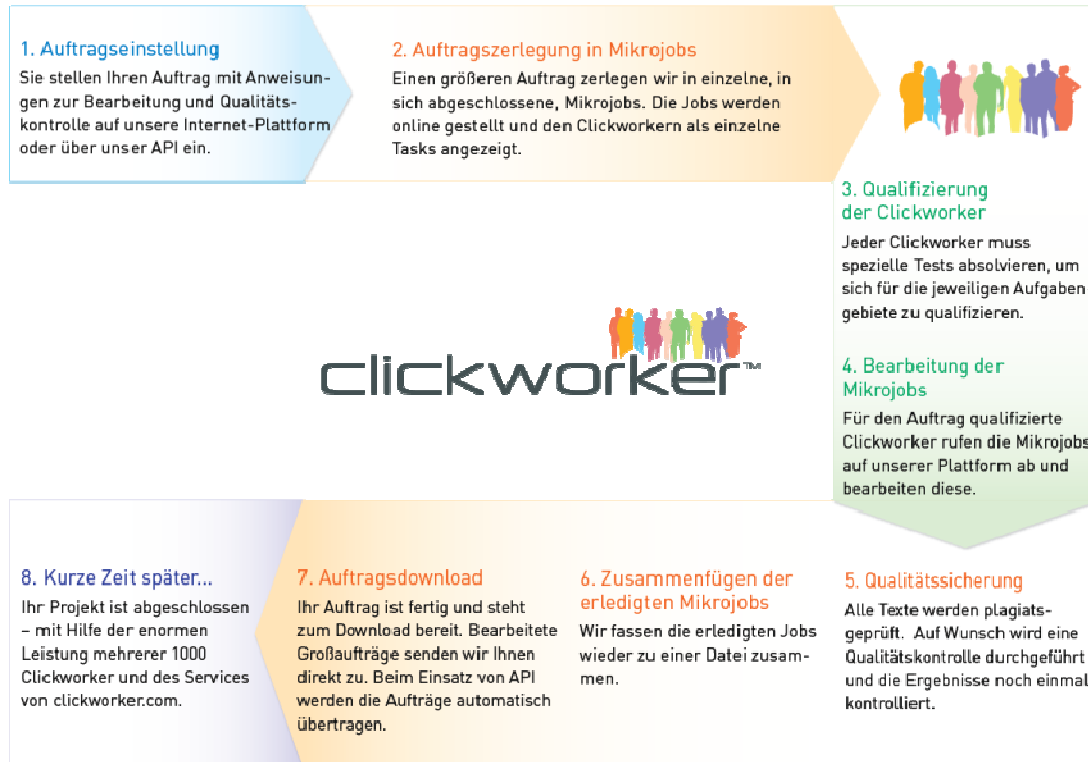 1. Auftragseinstellung
Sie stellen Ihren Auftrag mit Anweisun-
gen zur Bearbeitung und Qualitäts-
kontrolle auf unsere Internet-Plattform
oder über unser API ein.
2. Auftragszerlegung in Mikrojobs
Einen größeren Auftrag zerlegen wir in einzelne, in
sich abgeschlossene, Mikrojobs. Die Jobs werden
online gestellt und den Clickworkern als einzelne
Tasks angezeigt.
3. Qualifizierung
der Clickworker
Jeder Clickworker muss
spezielle Tests absolvieren, um
sich für die jeweiligen Aufgaben
gebiete zu qualifizieren.
clickworker™
4. Bearbeitung der
Mikrojobs
Für den Auftrag qualifizierte
Clickworker rufen die Mikrojobs
auf unserer Plattform ab und
bearbeiten diese.
5. Qualitätssicherung
Alle Texte werden plagiats-
geprüft. Auf Wunsch wird eine
Qualitätskontrolle durchgeführt
und die Ergebnisse noch einmal
kontrolliert.
6. Zusammenfügen der
erledigten Mikrojobs
Wir fassen die erledigten Jobs
wieder zu einer Datei zusam-
men.
7. Auftragsdownload
Ihr Auftrag ist fertig und steht
zum Download bereit. Bearbeitete
Großaufträge senden wir Ihnen
direkt zu. Beim Einsatz von API
werden die Aufträge automatisch
übertragen.
8. Kurze Zeit später...
Ihr Projekt ist abgeschlossen
– mit Hilfe der enormen
Leistung mehrerer 1000
Clickworker und des Services
von clickworker.com.